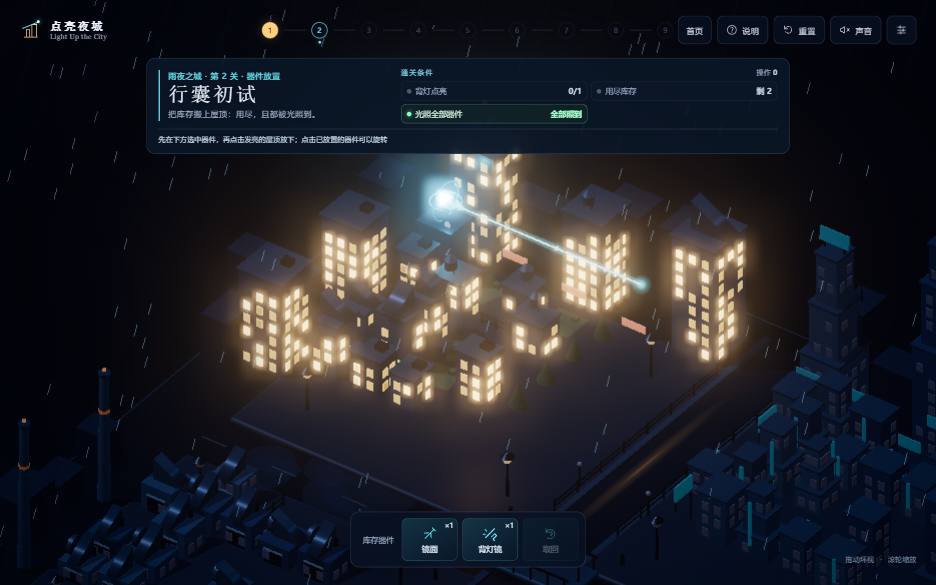 点亮夜城
Light Up the City
1 2 3 4 5 6 7 8 9
首页 说明 重置 声音
雨夜之城 · 第 2 关 · 器件放置
行囊初试
把库存搬上屋顶：用尽，且都被光照到。
通关条件 操作 0
背灯点亮 0/1
用尽库存 剩 2
光照全部器件 全部照到
先在下方选中器件，再点击发亮的屋顶放下；点击已放置的器件可以旋转
库存器件
×1 镜面
×1 背灯镜
取回
拖动环视 · 滚轮缩放